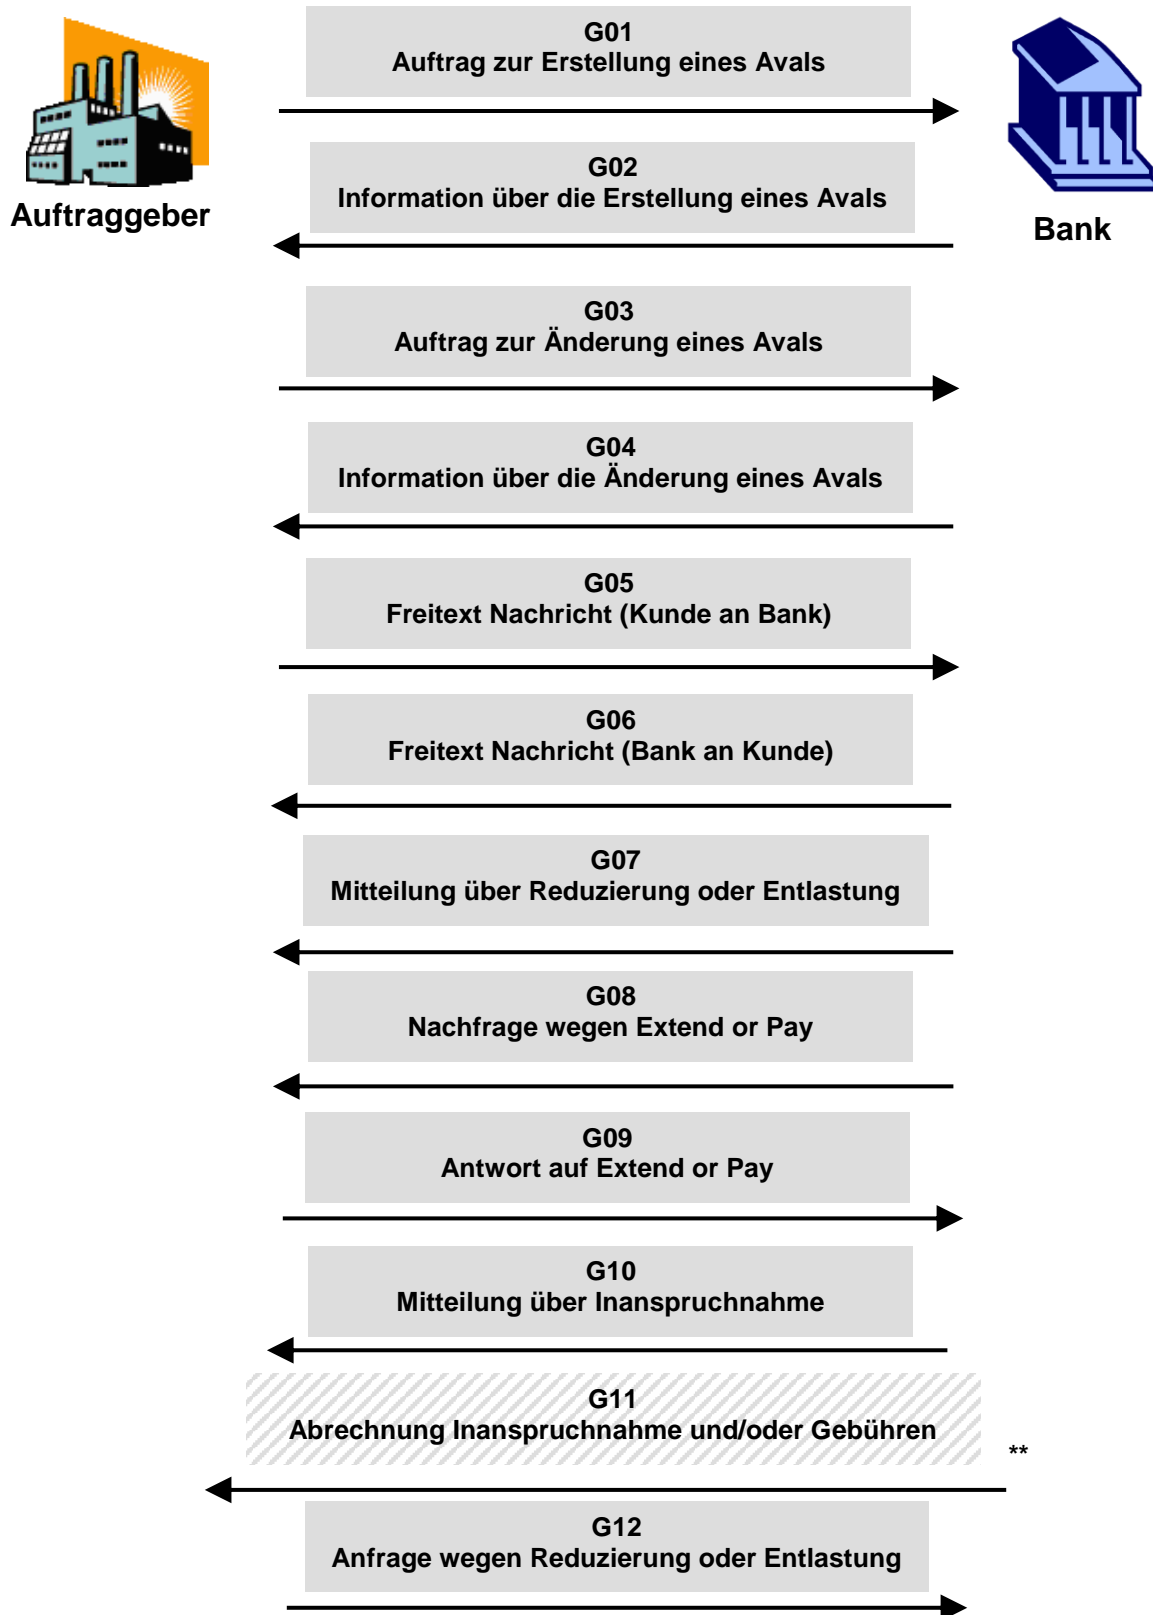 G01
Auftrag zur Erstellung eines Avals
G02
Information über die Erstellung eines Avals
Auftraggeber
Bank
G03
Auftrag zur Änderung eines Avals
G04
Information über die Änderung eines Avals
G05
Freitext Nachricht (Kunde an Bank)
G06
Freitext Nachricht (Bank an Kunde)
G07
Mitteilung über Reduzierung oder Entlastung
G08
Nachfrage wegen Extend or Pay
G09
Antwort auf Extend or Pay
G10
Mitteilung über Inanspruchnahme
G11
Abrechnung Inanspruchnahme und/oder Gebühren
**
G12
Anfrage wegen Reduzierung oder Entlastung